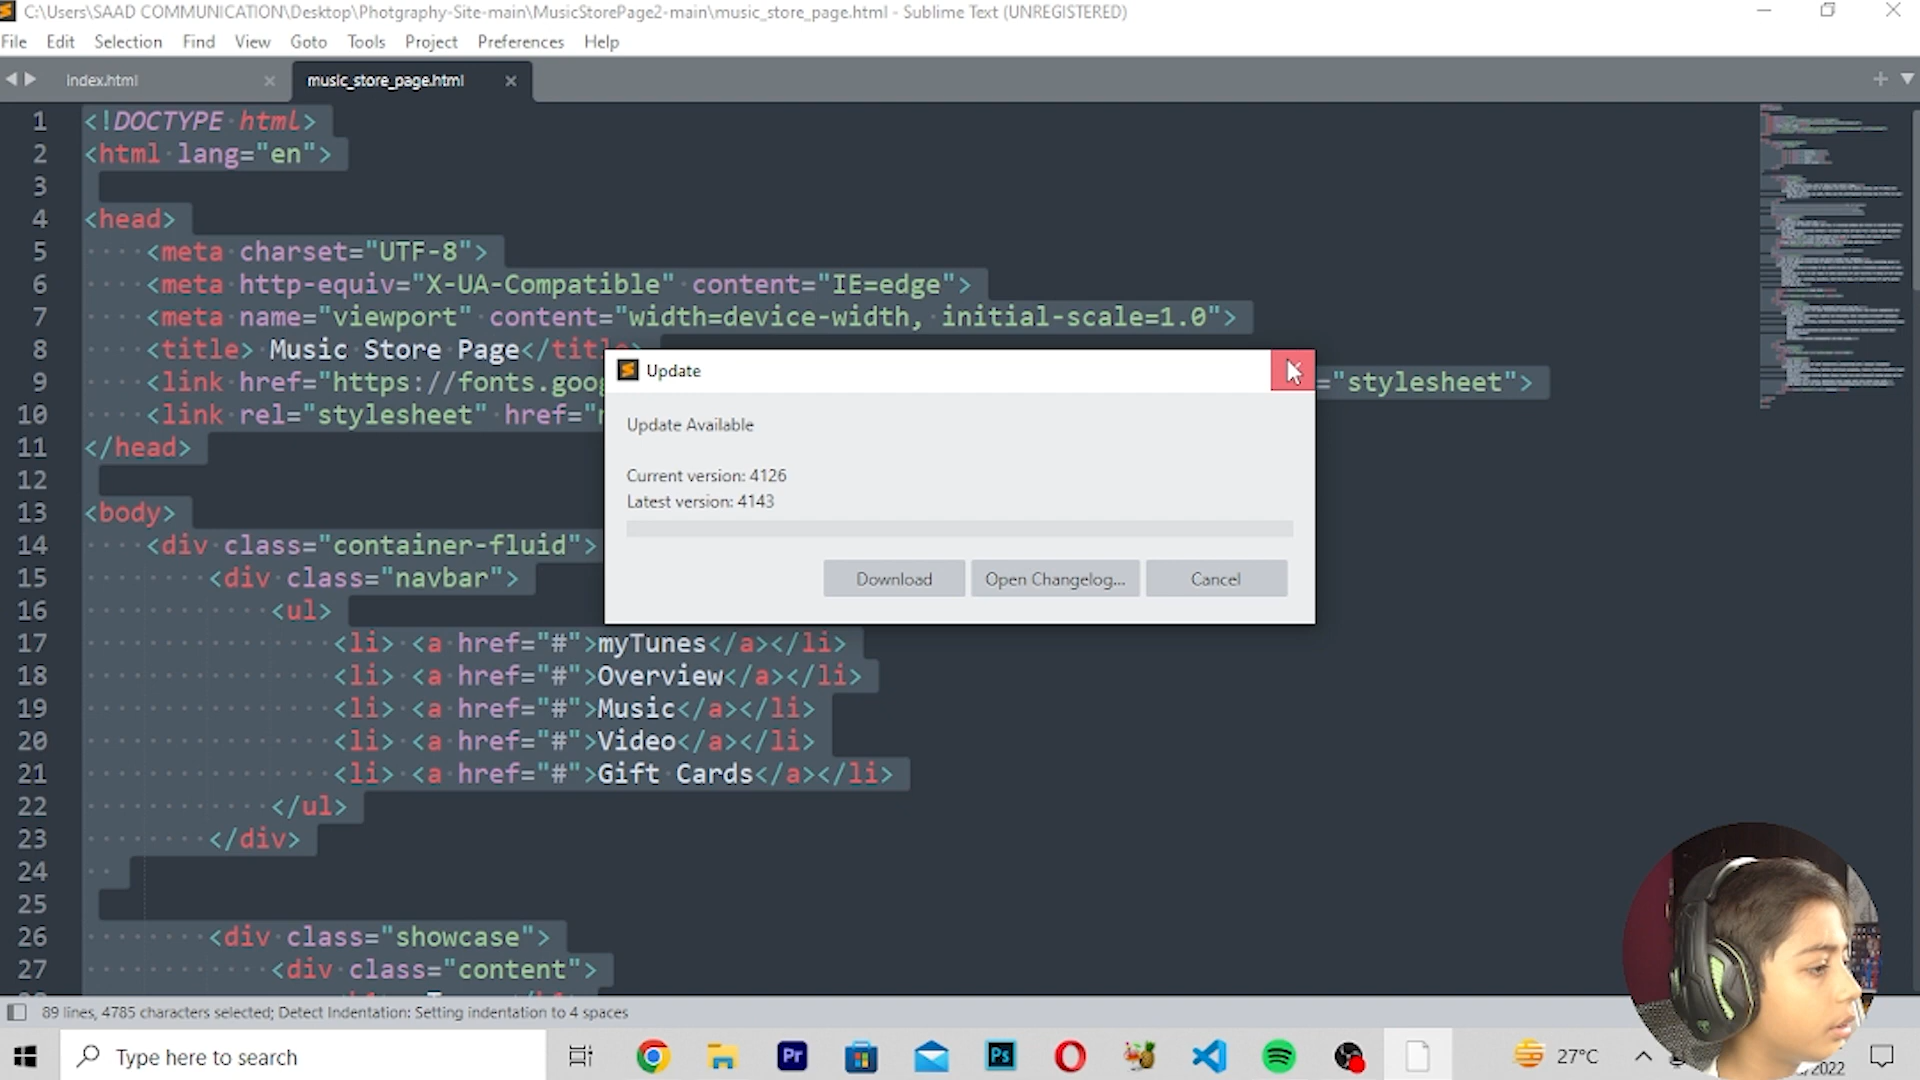 C:\Users\SAAD COMMUNICATION\Desktop\Photgraphy-Site-main\MusicStorePage2-main\music_store_page.html - Sublime Text (UNREGISTERED)
File Edit Selection Find View Goto Tools Project Preferences Help
index.html music_store_page.html
1 <!DOCTYPE html>
2 <html lang="en">
3
4 <head>
5 <meta charset="UTF-8">
6 <meta http-equiv="X-UA-Compatible" content="IE=edge">
7 <meta name="viewport" content="width=device-width, initial-scale=1.0">
8 <title> Music Store Page</title>
9 <link href="https://fonts.goog ="stylesheet">
10 <link rel="stylesheet" href="
11 </head>
12
13 <body>
14 <div class="container-fluid">
15 <div class="navbar">
16 <ul>
17 <li> <a href="#">myTunes</a></li>
18 <li> <a href="#">Overview</a></li>
19 <li> <a href="#">Music</a></li>
20 <li> <a href="#">Video</a></li>
21 <li> <a href="#">Gift Cards</a></li>
22 </ul>
23 </div>
24
25
26 <div class="showcase">
27 <div class="content">
Update
Update Available
Current version: 4126
Latest version: 4143
Download Open Changelog... Cancel
89 lines, 4785 characters selected; Detect Indentation: Setting indentation to 4 spaces
Type here to search
Pr
Ps
27°C
2022